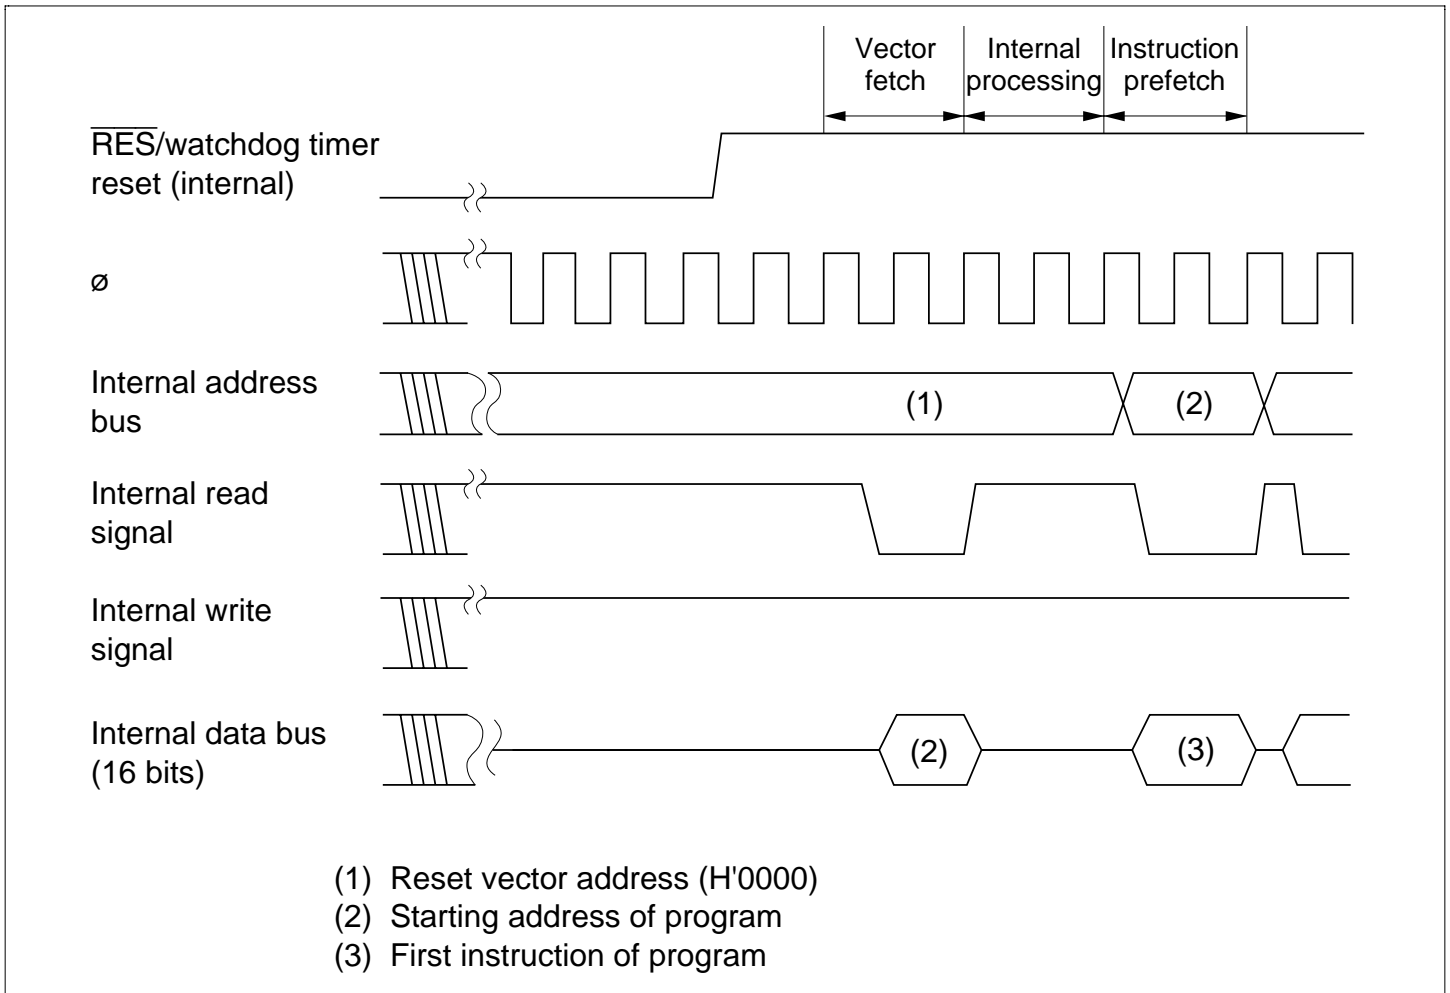 Vector
fetch
Internal
processing
Instruction
prefetch
RES/watchdog timer
reset (internal)
ø
Internal address
bus
(1)
(2)
Internal read
signal
Internal write
signal
Internal data bus
(16 bits)
(2)
(3)
(1) Reset vector address (H'0000)
(2) Starting address of program
(3) First instruction of program